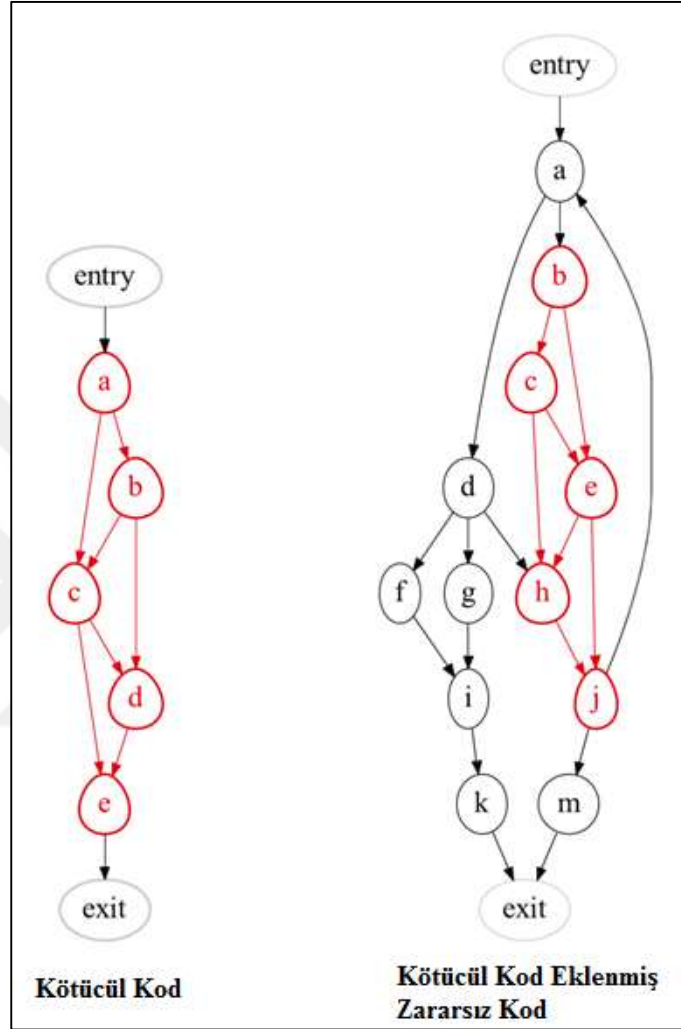 entry
a
b
c
d
e
exit
Kötücül Kod
entry
a
b
c
e
d
f
g
h
i
j
k
m
exit
Kötücül Kod Eklenmiş
Zararsız Kod